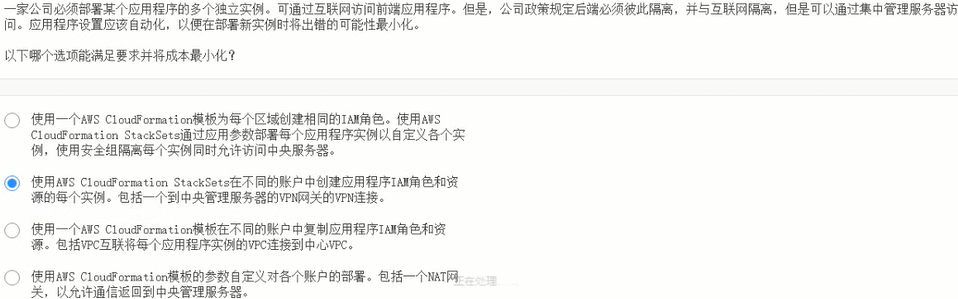 一家公司必须部署某个应用程序的多个独立实例。可通过互联网访问前端应用程序。但是，公司政策规定后端必须彼此隔离，并与互联网隔离，但是可以通过集中管理服务器访
问。应用程序设置应该自动化，以便在部署新实例时将出错的可能性最小化。
以下哪个选项能满足要求并将成本最小化？
使用一个AWS CloudFormation模板为每个区域创建相同的IAM角色。使用AWS
CloudFormation StackSets通过应用参数部署每个应用程序实例以自定义各个实
例，使用安全组隔离每个实例同时允许访问中央服务器。
使用AWS CloudFormation StackSets在不同的账户中创建应用程序IAM角色和资
源的每个实例。包括一个到中央管理服务器的VPN网关的VPN连接。
使用一个AWS CloudFormation模板在不同的账户中复制应用程序IAM角色和资
源。包括VPC互联将每个应用程序实例的VPC连接到中心VPC。
使用AWS CloudFormation模板的参数自定义对各个账户的部署。包括一个NAT网
关，以允许通信返回到中央管理服务器。
正在处理......